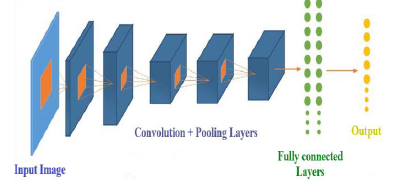 Convolution + Pooling Layers
Output
Fully connected
Layers
Input Image